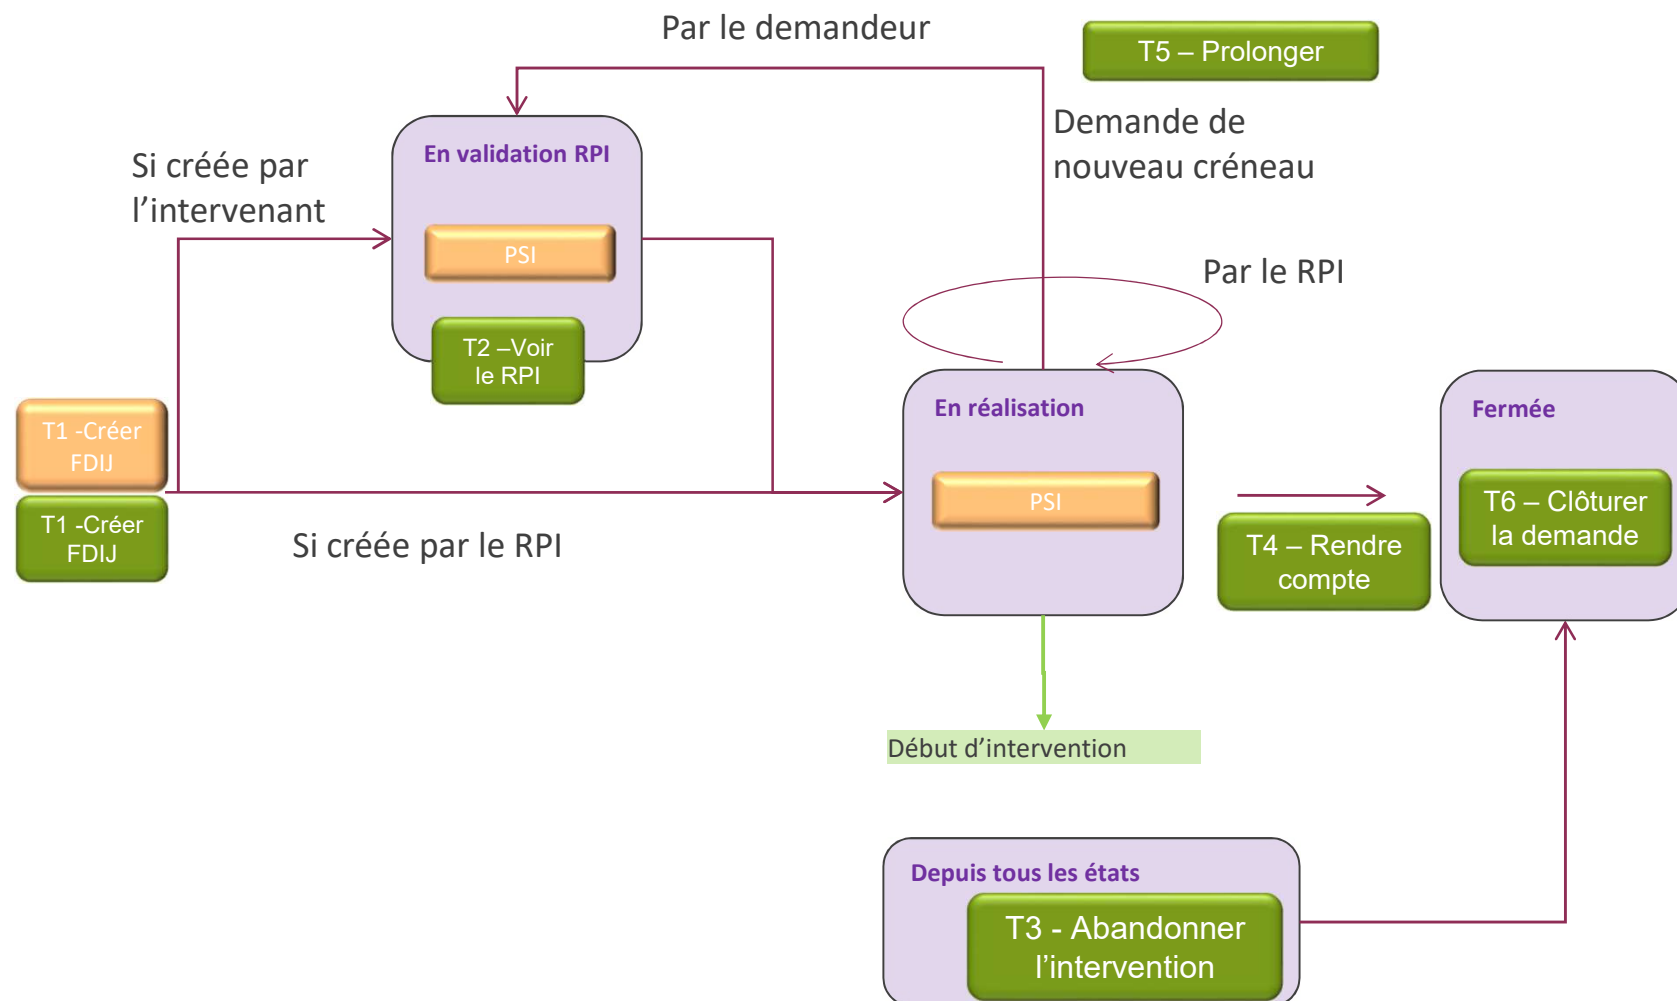 Par le demandeur
T5 – Prolonger
Demande de
nouveau créneau
Si créée par
l’intervenant
En validation RPI
PSI
T2 –Voir
le RPI
Par le RPI
T1 -Créer
FDIJ
T1 -Créer
FDIJ
Si créée par le RPI
En réalisation
PSI
T4 – Rendre
compte
Fermée
T6 – Clôturer
la demande
Début d’intervention
Depuis tous les états
T3 - Abandonner
l’intervention